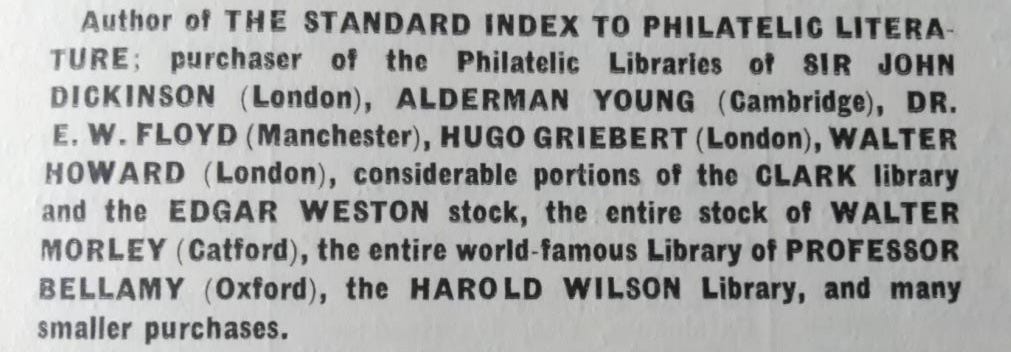 Author of THE STANDARD INDEX TO PHILATELIC LITERA-
TURE; purchaser of the Philatelic Libraries of SIR JOHN
DICKINSON (London), ALDERMAN YOUNG (Cambridge), DR.
E. W. FLOYD (Manchester), HUGO GRIEBERT (London), WALTER
HOWARD (London), considerable portions of the CLARK library
and the EDGAR WESTON stock, the entire stock of WALTER
MORLEY (Catford), the entire world-famous Library of PROFESSOR
BELLAMY (Oxford), the HAROLD WILSON Library, and many
smaller purchases.